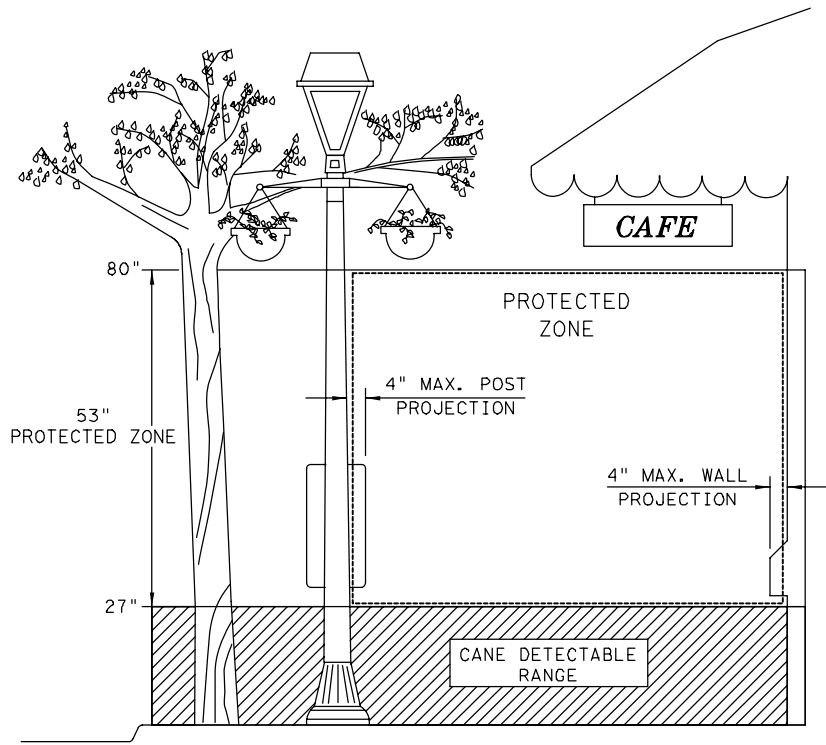 CAFE
80"
PROTECTED
ZONE
4" MAX. POST
PROJECTION
53"
PROTECTED ZONE
4" MAX. WALL
PROJECTION
27"
CANE DETECTABLE
RANGE